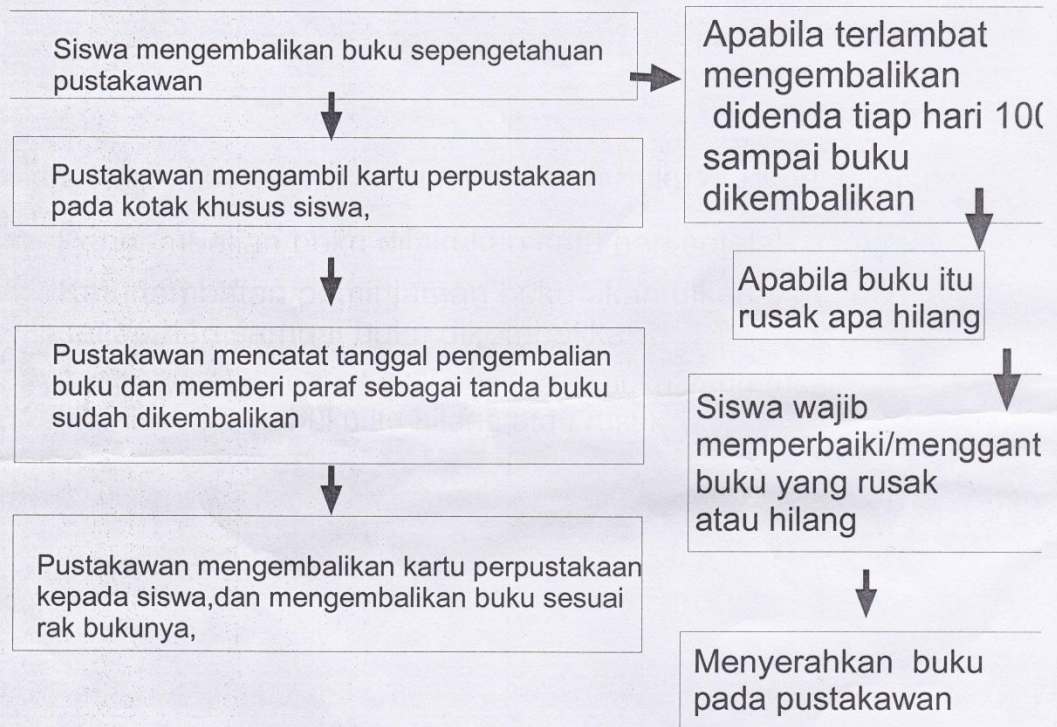 Siswa mengembalikan buku sepengetahuan
pustakawan
Pustakawan mengambil kartu perpustakaan
pada kotak khusus siswa,
Pustakawan mencatat tanggal pengembalian
buku dan memberi paraf sebagai tanda buku
sudah dikembalikan
Pustakawan mengembalikan kartu perpustakaan
kepada siswa,dan mengembalikan buku sesuai
rak bukunya,
Apabila terlambat
mengembalikan
didenda tiap hari
sampai buku
dikembalikan
Apabila buku itu
rusak apa hilang
Siswa wajib
memperbaiki/menggant
buku yang rusak
atau hilang
Menyerahkan buku
pada pustakawan